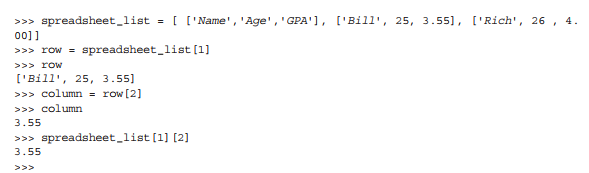 >>> spreadsheet_list = [ ['Name','Age','GPA'], ['Bill', 25, 3.55], ['Rich', 26 , 4.
00]]
>>> row = spreadsheet_list[1]
>>> row
['Bill', 25, 3.55]
>>> column = row[2]
>>> column
3.55
>>> spreadsheet_list[1][2]
3.55
>>>